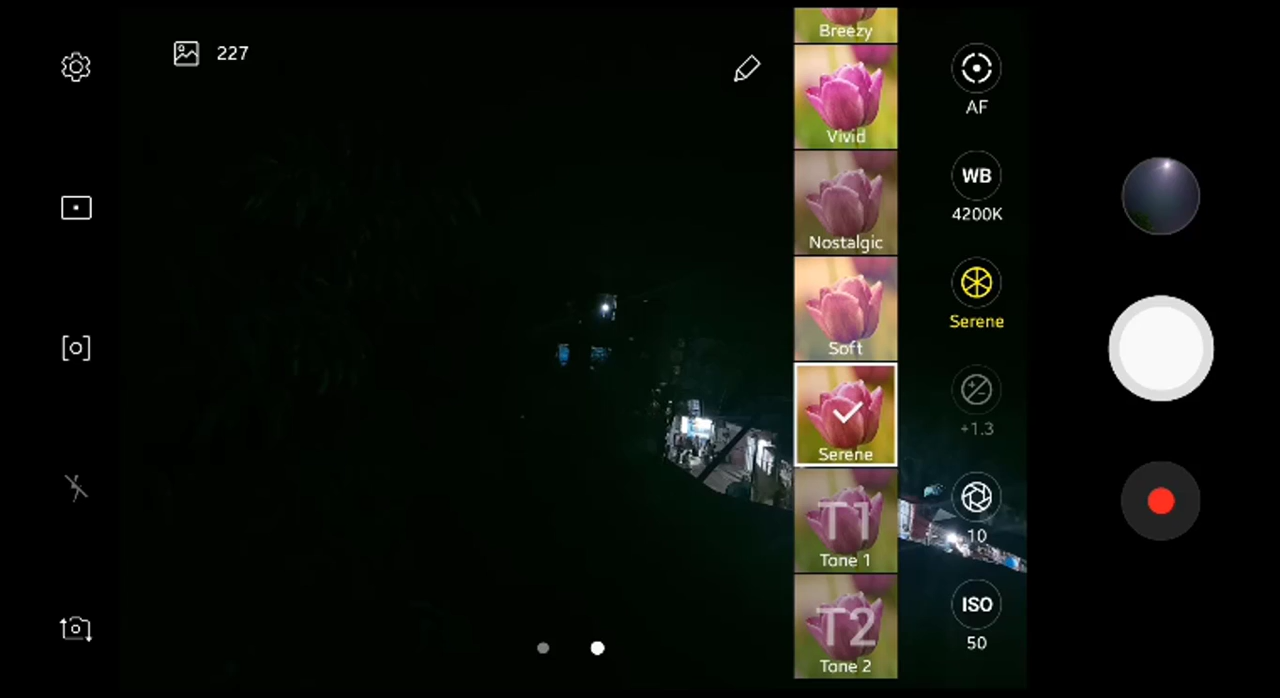 227
Breezy
Vivid
Nostalgic
Soft
Serene
T1
Tone 1
T2
Tone 2
AF
WB
4200K
Serene
+1.3
10
ISO
50